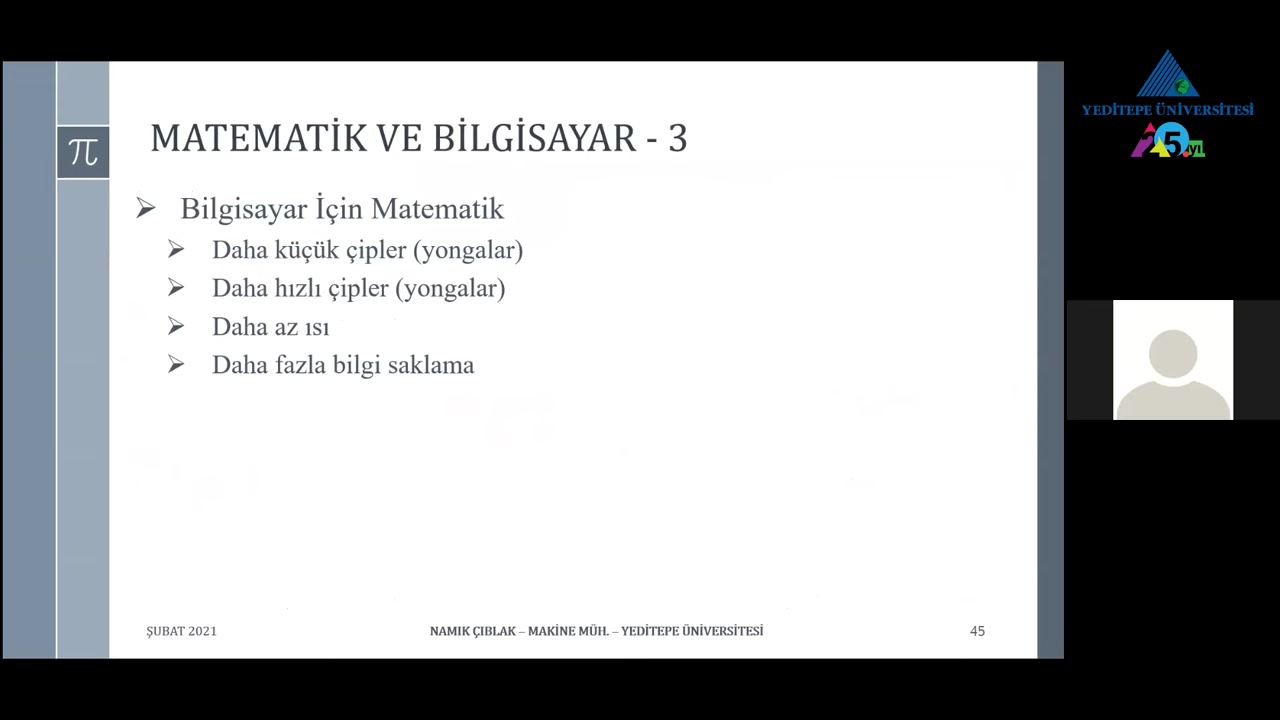 MATEMATİK VE BİLGİSAYAR - 3
π
Bilgisayar İçin Matematik
Daha küçük çipler (yongalar)
Daha hızlı çipler (yongalar)
Daha az ısı
Daha fazla bilgi saklama
ŞUBAT 2021
NAMIK ÇIBLAK – MAKİNE MÜH. – YEDİTEPE ÜNİVERSİTESİ
45
YEDİTEPE ÜNİVERSİTESİ
25.yıl